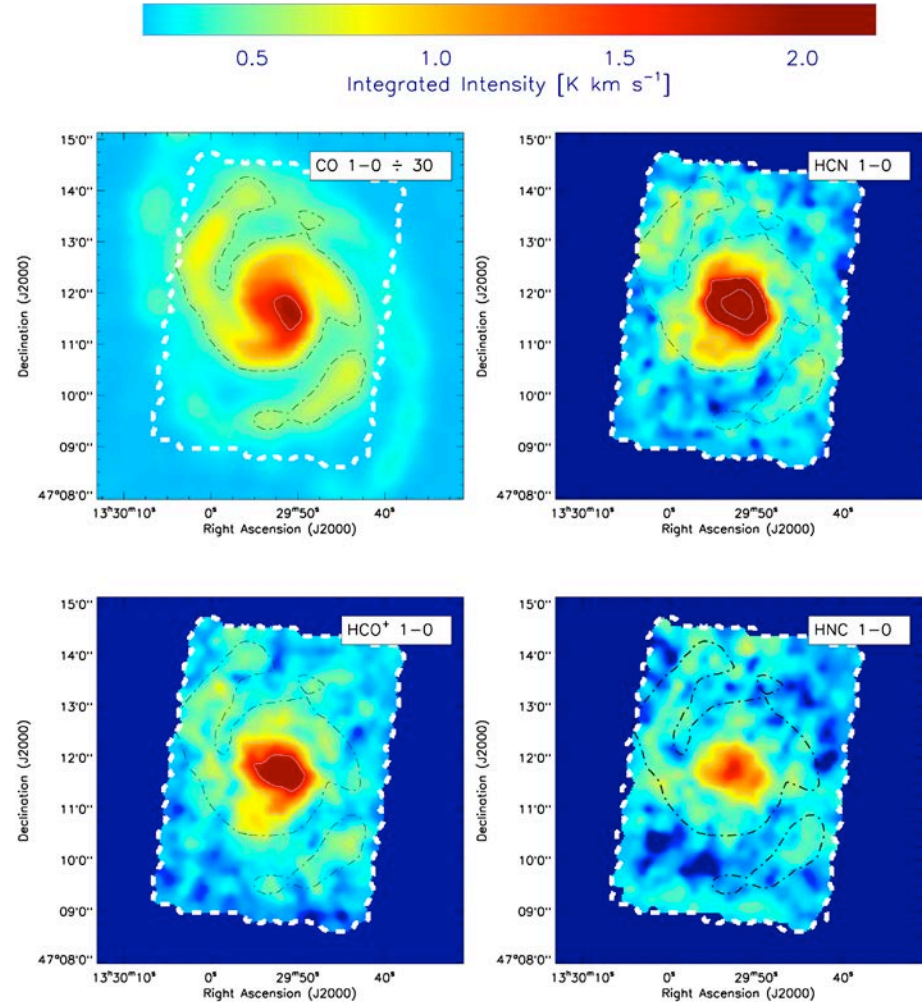 0.5 1.0 1.5 2.0
Integrated Intensity [K km s⁻¹]
CO 1-0 ÷ 30
15'0"
14'0"
13'0"
12'0"
11'0"
10'0"
09'0"
47°08'0"
Declination (J2000)
13ʰ30ᵐ10ˢ 0ˢ 29ᵐ50ˢ 40ˢ
Right Ascension (J2000)
HCN 1-0
15'0"
14'0"
13'0"
12'0"
11'0"
10'0"
09'0"
47°08'0"
Declination (J2000)
13ʰ30ᵐ10ˢ 0ˢ 29ᵐ50ˢ 40ˢ
Right Ascension (J2000)
HCO⁺ 1-0
15'0"
14'0"
13'0"
12'0"
11'0"
10'0"
09'0"
47°08'0"
Declination (J2000)
13ʰ30ᵐ10ˢ 0ˢ 29ᵐ50ˢ 40ˢ
Right Ascension (J2000)
HNC 1-0
15'0"
14'0"
13'0"
12'0"
11'0"
10'0"
09'0"
47°08'0"
Declination (J2000)
13ʰ30ᵐ10ˢ 0ˢ 29ᵐ50ˢ 40ˢ
Right Ascension (J2000)